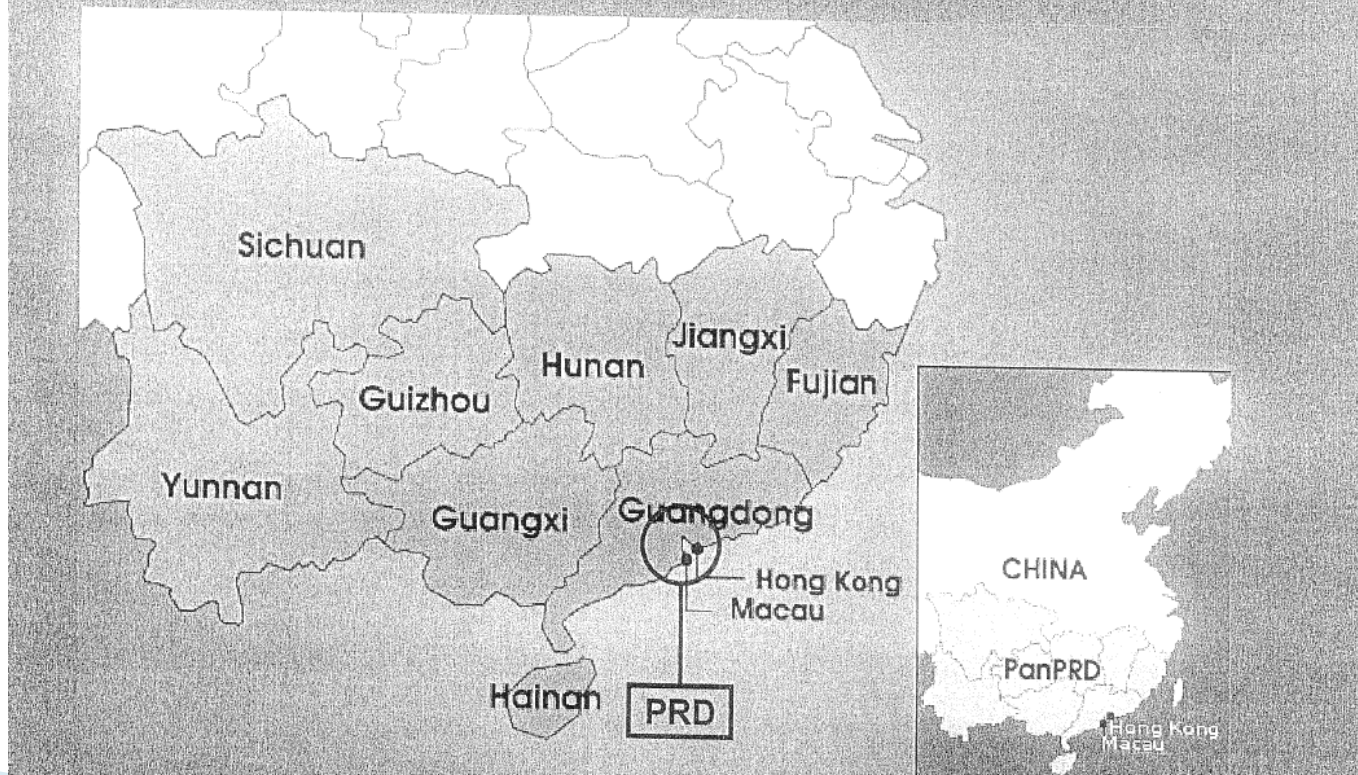 Sichuan
Jiangxi
Hunan
Fujian
Guizhou
Yunnan
Guangxi
Guangdong
Hong Kong
Macau
Hainan
PRD
CHINA
PanPRD
Hong Kong
Macau